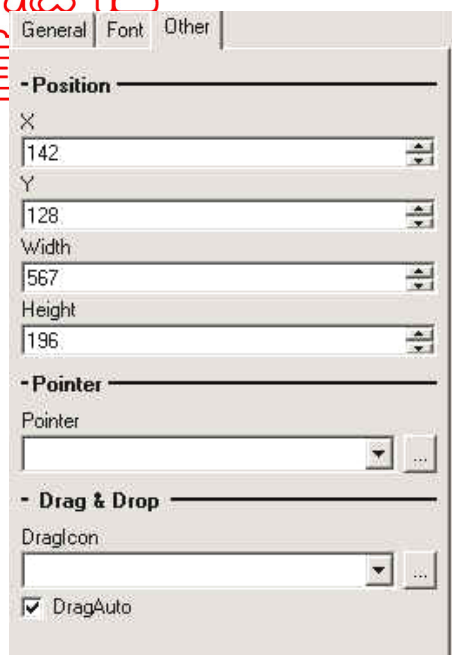 General Font Other
- Position
X
142
Y
128
Width
567
Height
196
- Pointer
Pointer
...
- Drag & Drop
DragIcon
...
DragAuto